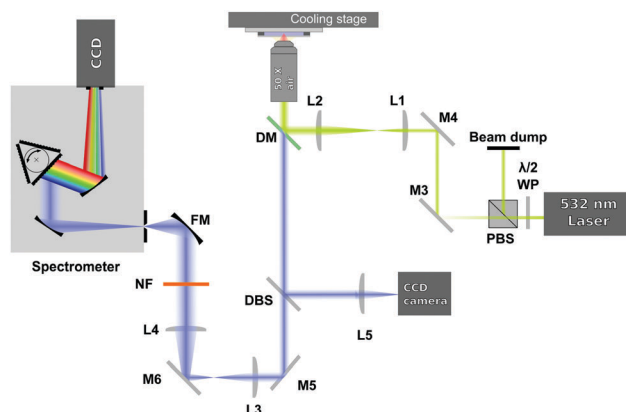 Cooling stage
CCD
50 X
air
L2
L1
M4
DM
Beam dump
λ/2
WP
M3
532 nm
Laser
PBS
FM
Spectrometer
NF
DBS
CCD
camera
L4
L5
M6
M5
L3